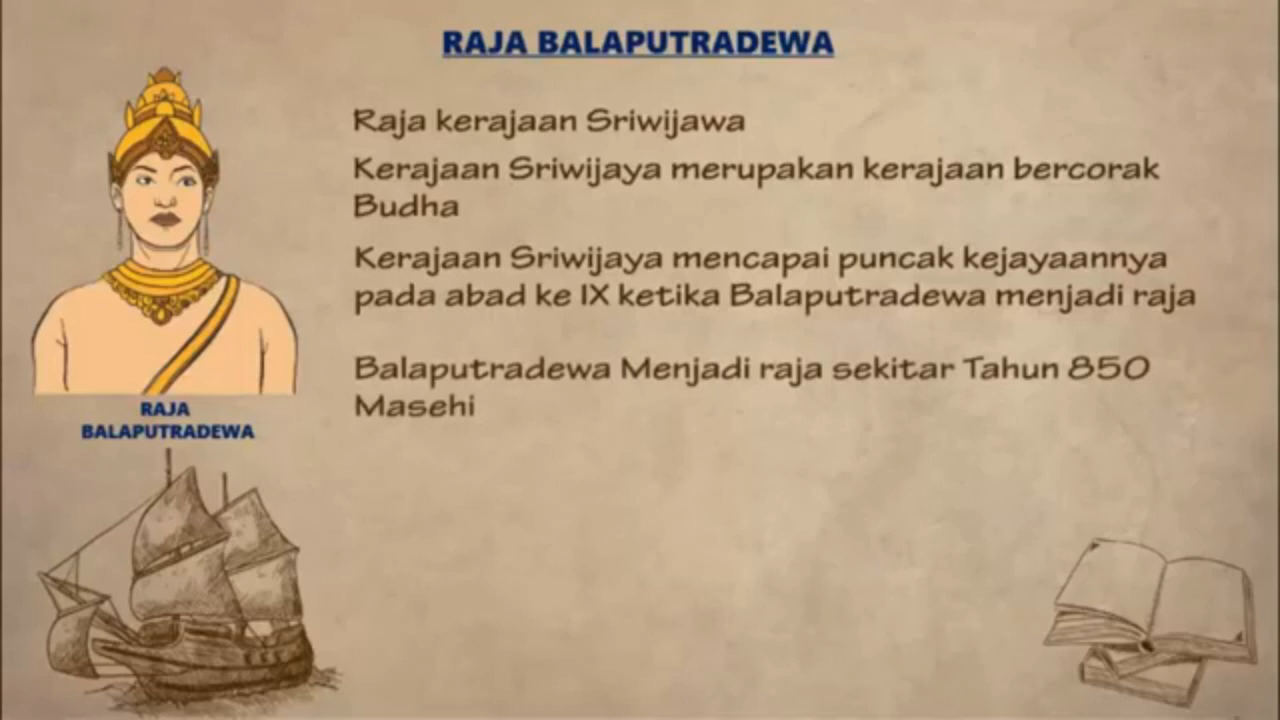 RAJA BALAPUTRADEWA
Raja kerajaan Sriwijawa
Kerajaan Sriwijaya merupakan kerajaan bercorak
Budha
Kerajaan Sriwijaya mencapai puncak kejayaannya
pada abad ke IX ketika Balaputradewa menjadi raja
Balaputradewa Menjadi raja sekitar Tahun 850
Masehi
RAJA
BALAPUTRADEWA